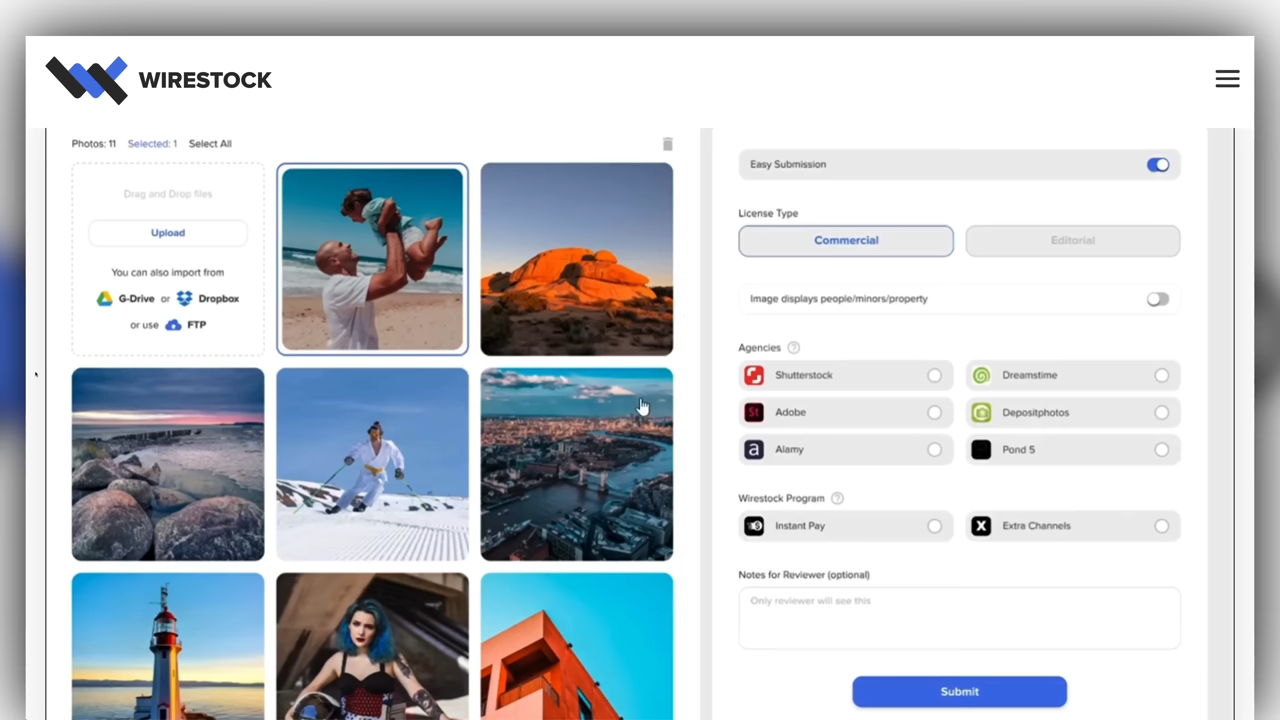 WIRESTOCK
Photos: 11 Selected: 1 Select All
Drag and Drop files
Upload
You can also import from
G-Drive or Dropbox
or use FTP
Easy Submission
License Type
Commercial Editorial
Image displays people/minors/property
Agencies ?
Shutterstock Dreamstime
St Adobe Depositphotos
a Alamy Pond 5
Wirestock Program ?
Instant Pay X Extra Channels
Notes for Reviewer (optional)
Only reviewer will see this
Submit